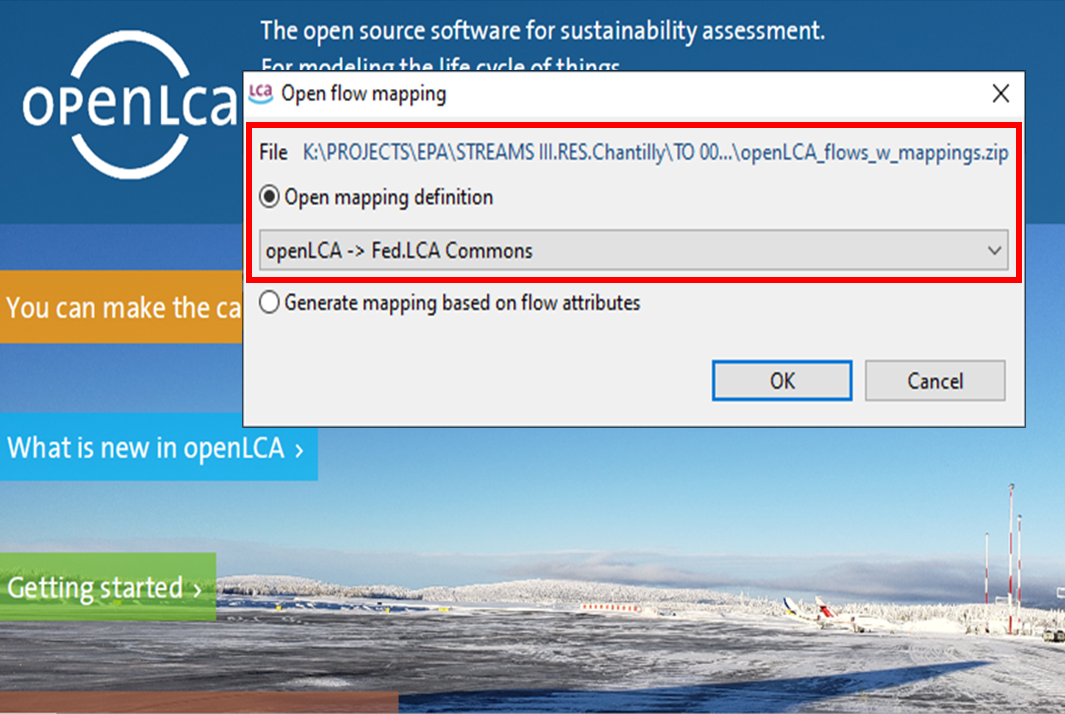 The open source software for sustainability assessment.
For modeling the life cycle of things
openLCa
LCa Open flow mapping
File K:\PROJECTS\EPA\STREAMS III.RES.Chantilly\TO 00...\openLCA_flows_w_mappings.zip
Open mapping definition
openLCA -> Fed.LCA Commons
Generate mapping based on flow attributes
OK Cancel
You can make the ca
What is new in openLCA ›
Getting started ›